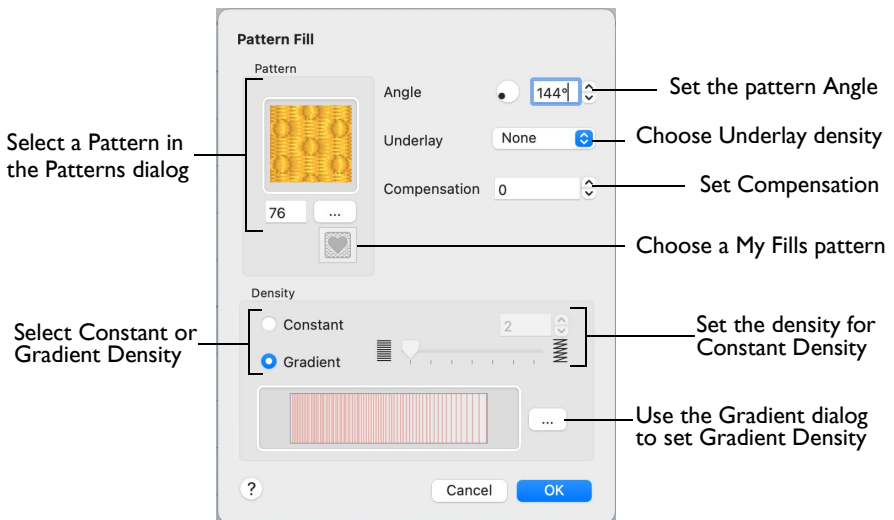 Pattern Fill
Pattern
Angle
144°
Set the pattern Angle
Select a Pattern in
the Patterns dialog
Underlay
None
Choose Underlay density
Compensation
0
Set Compensation
76
...
Choose a My Fills pattern
Density
Select Constant or
Gradient Density
Constant
2
Gradient
Set the density for
Constant Density
...
Use the Gradient dialog
to set Gradient Density
?
Cancel
OK